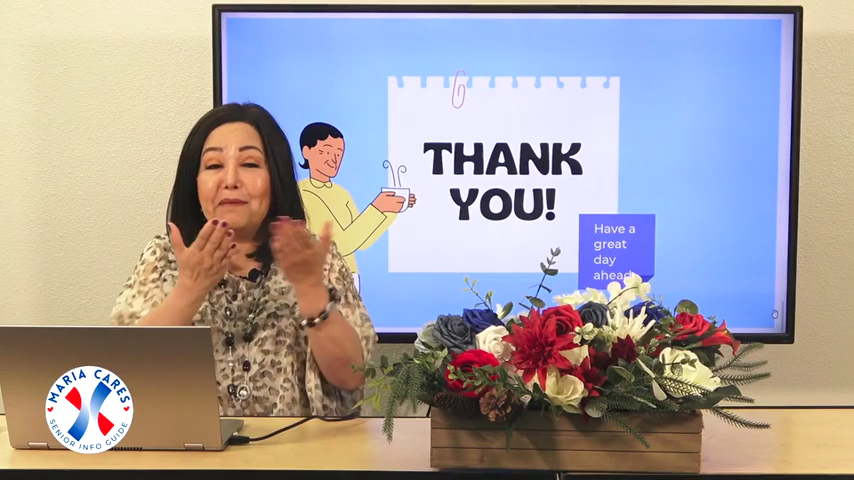 THANK
YOU!
Have a
great
day
ahead
MARIA CARES
SENIOR INFO GUIDE